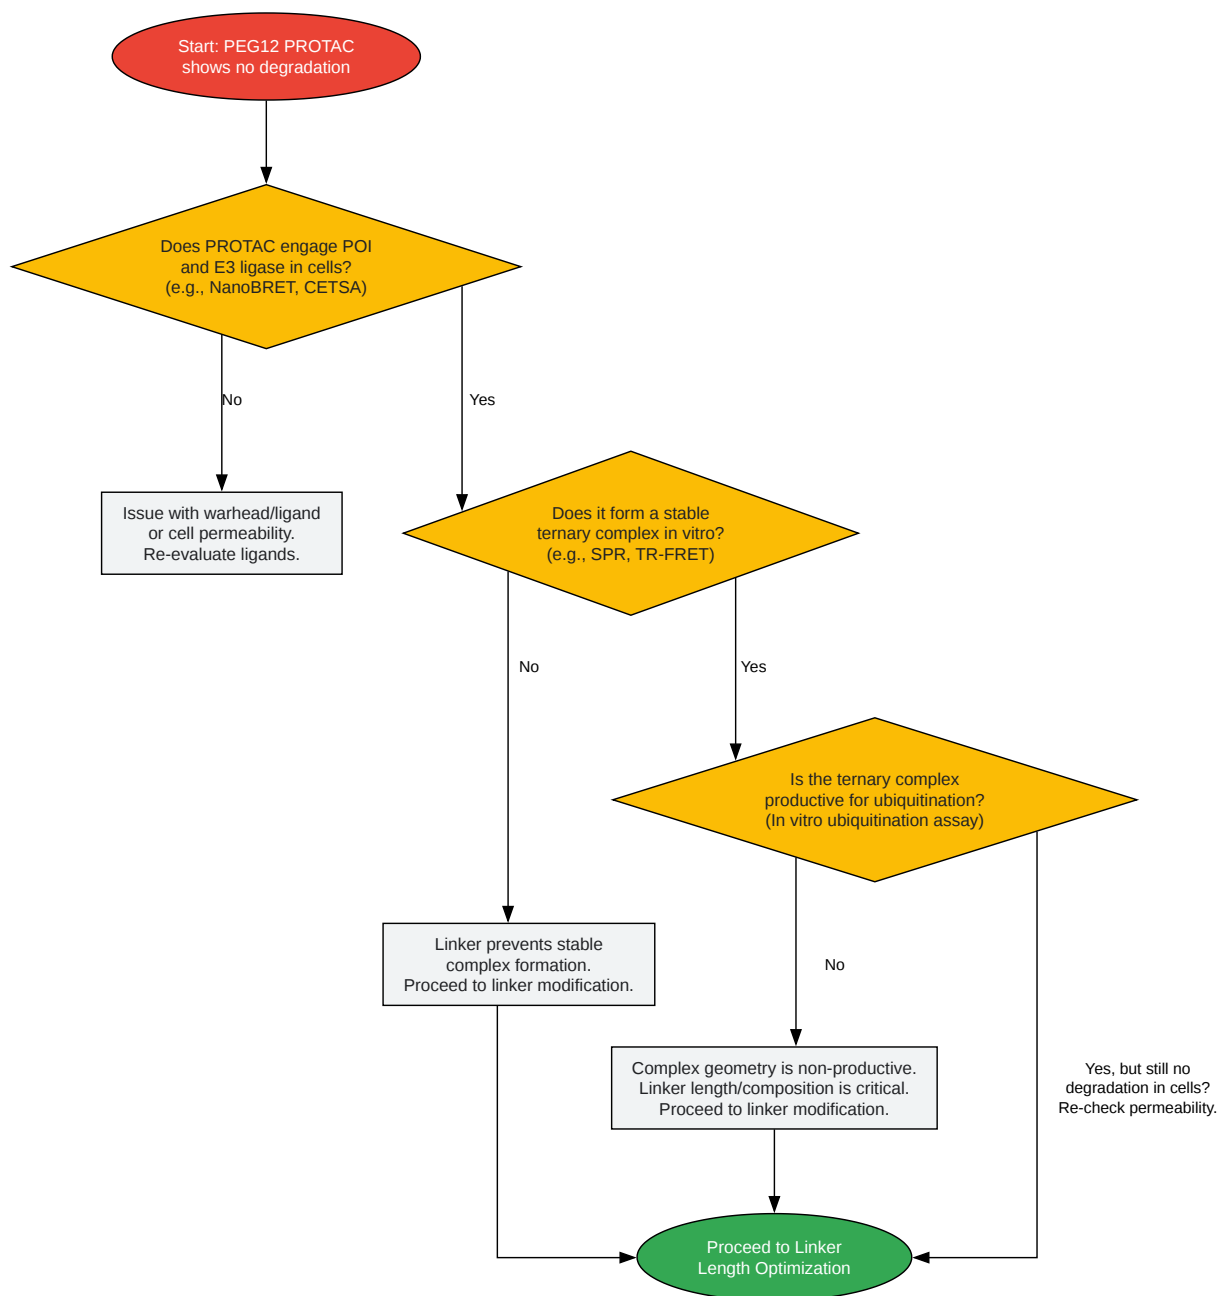 Start: PEG12 PROTAC
shows no degradation
Does PROTAC engage POI
and E3 ligase in cells?
(e.g., NanoBRET, CETSA)
No
Yes
Issue with warhead/ligand
or cell permeability.
Re-evaluate ligands.
Does it form a stable
ternary complex in vitro?
(e.g., SPR, TR-FRET)
No
Yes
Is the ternary complex
productive for ubiquitination?
(In vitro ubiquitination assay)
Linker prevents stable
complex formation.
Proceed to linker modification.
No
Complex geometry is non-productive.
Linker length/composition is critical.
Proceed to linker modification.
Yes, but still no
degradation in cells?
Re-check permeability.
Proceed to Linker
Length Optimization